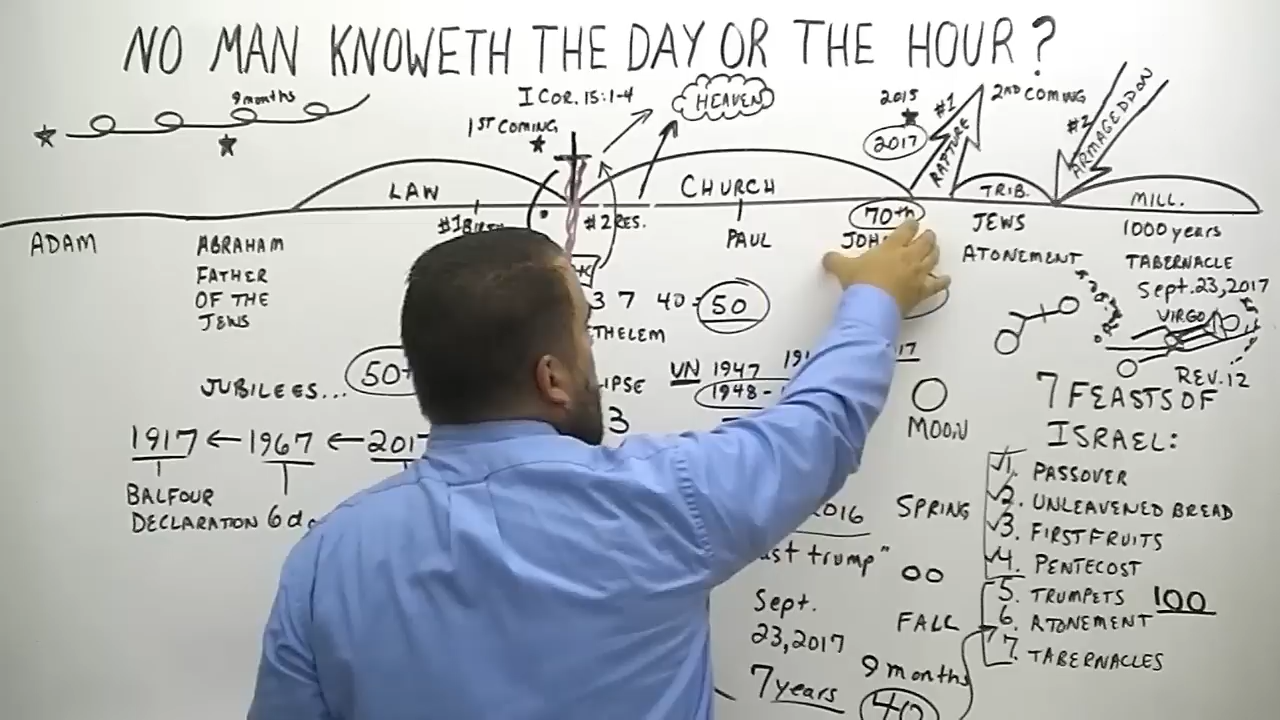 NO MAN KNOWETH THE DAY OR THE HOUR?
9 months
I COR. 15:1-4
HEAVEN
1ST COMING
2015
2017
#1
RAPTURE
2ND COMING
#2
ARMAGEDDON
LAW
CHURCH
TRIB.
MILL.
#1
#2 RES.
70th
JEWS
1000 years
ADAM
ABRAHAM
FATHER
OF THE
JEWS
PAUL
ATONEMENT
TABERNACLE
Sept. 23, 2017
VIRGO
REV. 12
3 7 40 = 50
JUBILEES...
50
UN 1947
1948 -
MOON
7 FEASTS OF
ISRAEL:
1917 ← 1967 ← 2017
BALFOUR
DECLARATION 6
3
1. PASSOVER
2. UNLEAVENED BREAD
3. FIRSTFRUITS
4. PENTECOST
5. TRUMPETS 100
6. ATONEMENT
7. TABERNACLES
2016
SPRING
trump"
Sept.
23, 2017
FALL
9 months
7 years
40